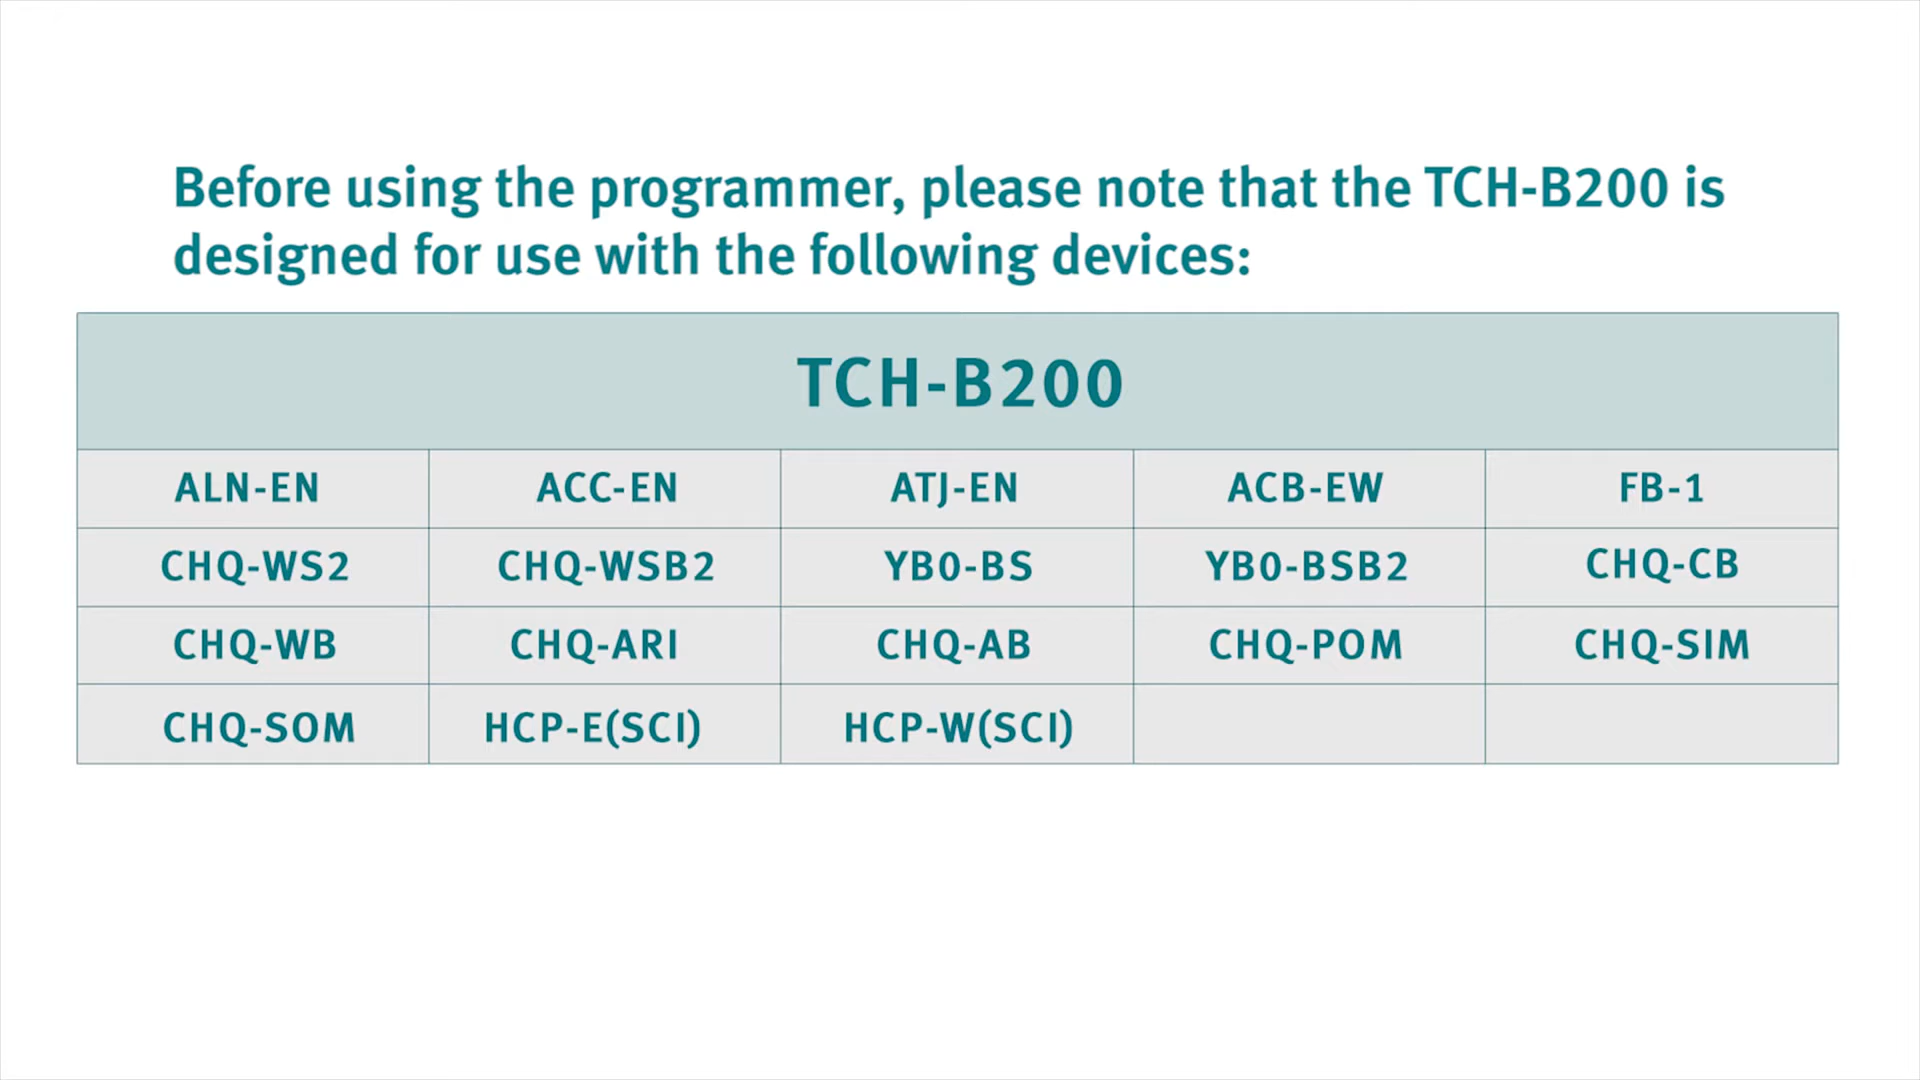 Before using the programmer, please note that the TCH-B200 is
designed for use with the following devices:
TCH-B200
ALN-EN ACC-EN ATJ-EN ACB-EW FB-1
CHQ-WS2 CHQ-WSB2 YB0-BS YB0-BSB2 CHQ-CB
CHQ-WB CHQ-ARI CHQ-AB CHQ-POM CHQ-SIM
CHQ-SOM HCP-E(SCI) HCP-W(SCI)